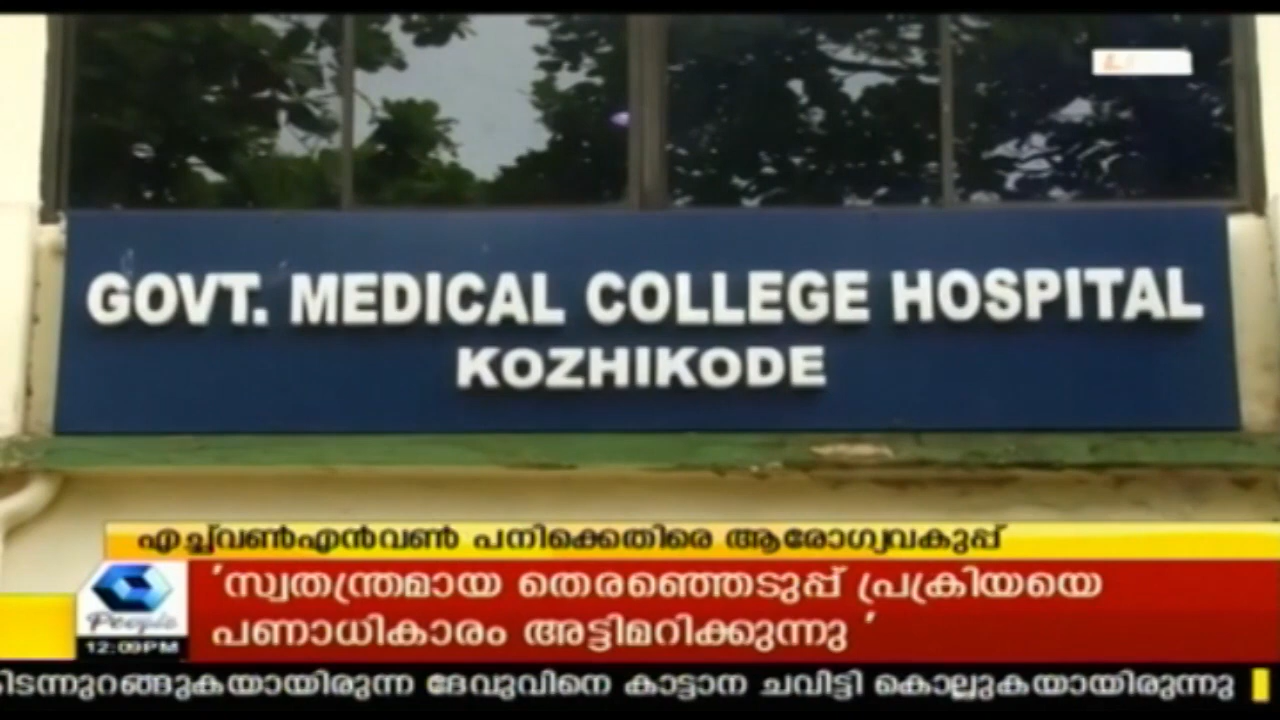 GOVT. MEDICAL COLLEGE HOSPITAL
KOZHIKODE
എച്ച്‌വൺഎൻവൺ പനിക്കെതിരെ ആരോഗ്യവകുപ്പ്
'സ്വതന്ത്രമായ തെരഞ്ഞെടുപ്പ് പ്രക്രിയയെ
പണാധികാരം അട്ടിമറിക്കുന്നു '
People
12:09PM
കിടന്നുറങ്ങുകയായിരുന്ന ദേവുവിനെ കാട്ടാന ചവിട്ടി കൊല്ലുകയായിരുന്നു